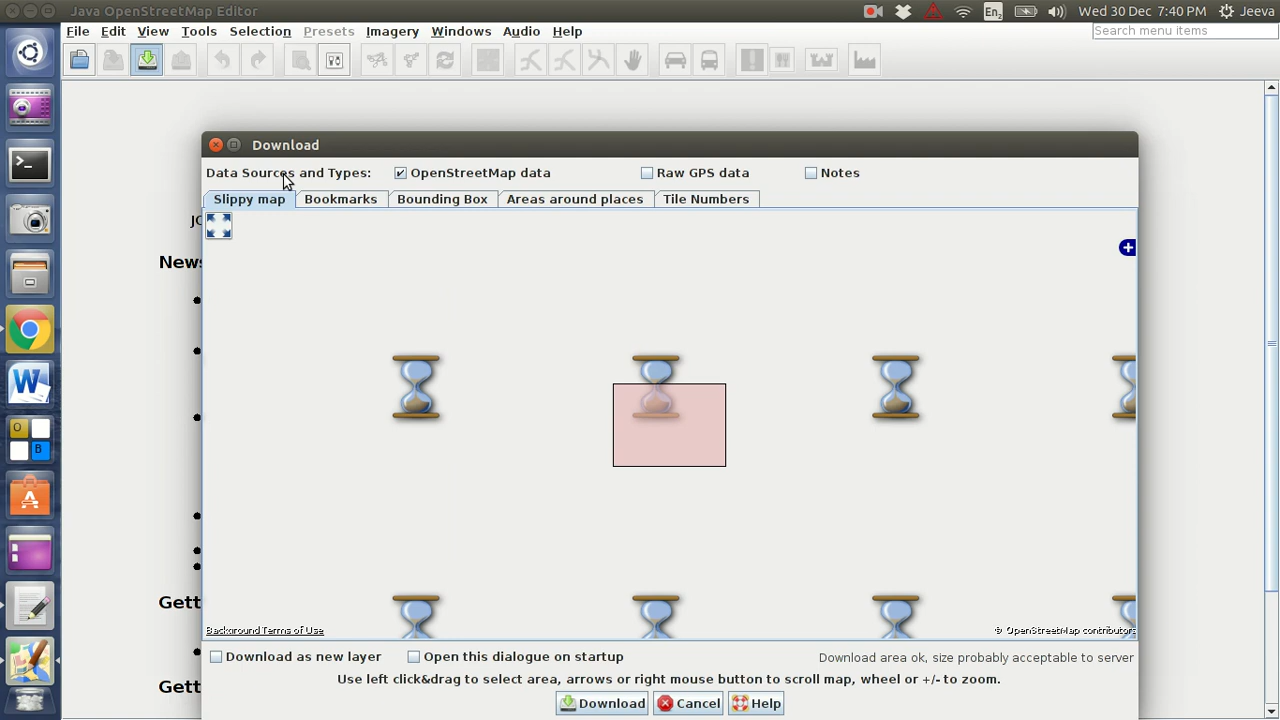 Java OpenStreetMap Editor
En2 Wed 30 Dec 7:40 PM Jeeva
File Edit View Tools Selection Presets Imagery Windows Audio Help Search menu items
Download
Data Sources and Types: OpenStreetMap data Raw GPS data Notes
Slippy map Bookmarks Bounding Box Areas around places Tile Numbers
JO
News
Gett
Gett
W
O
B
A
Background Terms of Use © OpenStreetMap contributors
Download as new layer Open this dialogue on startup Download area ok, size probably acceptable to server
Use left click&drag to select area, arrows or right mouse button to scroll map, wheel or +/- to zoom.
Download Cancel Help